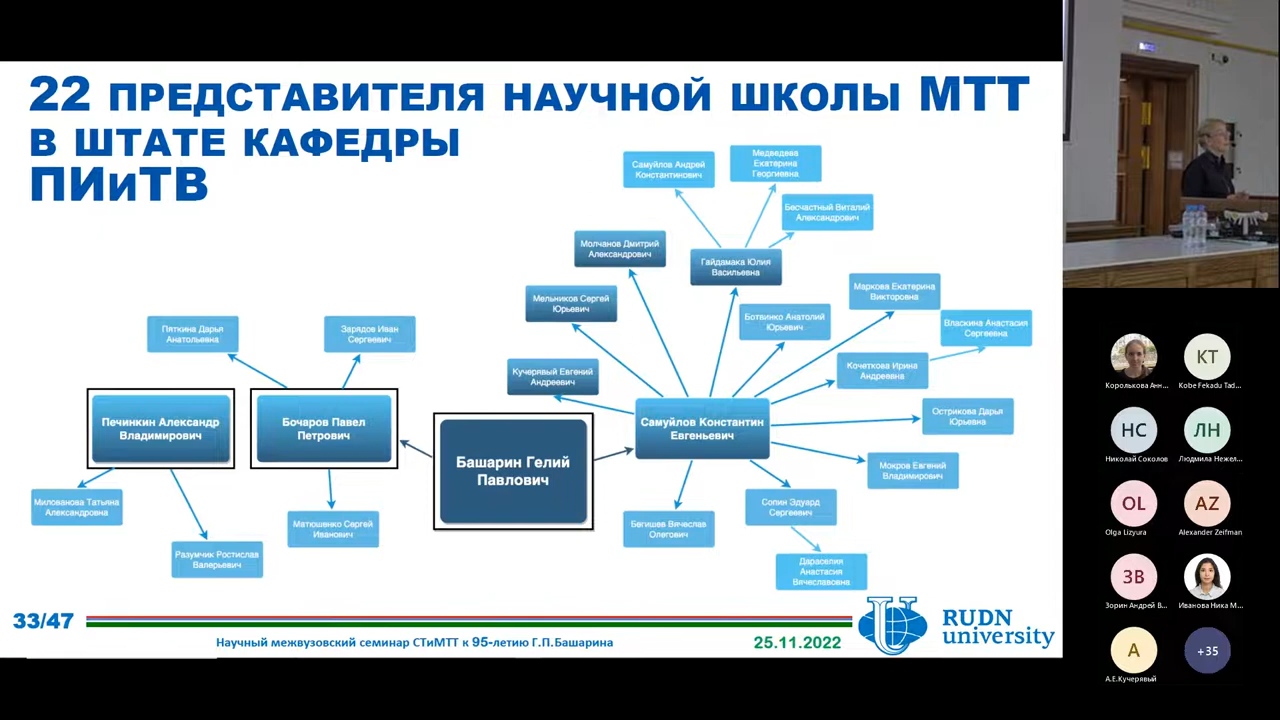 22 ПРЕДСТАВИТЕЛЯ НАУЧНОЙ ШКОЛЫ МТТ
В ШТАТЕ КАФЕДРЫ
ПИиТВ
Самуйлов Андрей
Константинович
Медведева
Екатерина
Георгиевна
Бесчастный Виталий
Александрович
Молчанов Дмитрий
Александрович
Гайдамака Юлия
Васильевна
Мельников Сергей
Юрьевич
Маркова Екатерина
Викторовна
Ботвинко Анатолий
Юрьевич
Власкина Анастасия
Сергеевна
Пяткина Дарья
Анатольевна
Зарядов Иван
Сергеевич
Кучерявый Евгений
Андреевич
Кочеткова Ирина
Андреевна
Печинкин Александр
Владимирович
Бочаров Павел
Петрович
Самуйлов Константин
Евгеньевич
Острикова Дарья
Юрьевна
Башарин Гелий
Павлович
Мокров Евгений
Владимирович
Милованова Татьяна
Александровна
Матюшенко Сергей
Иванович
Бегишев Вячеслав
Олегович
Сопин Эдуард
Сергеевич
Разумчик Ростислав
Валерьевич
Дараселия
Анастасия
Вячеславовна
33/47
Научный межвузовский семинар СТиМТТ к 95-летию Г.П.Башарина
25.11.2022
RUDN
university
Королькова Анн...
KT
Kobe Fekadu Tad...
НС
Николай Соколов
ЛН
Людмила Нежел...
OL
Olga Lizyura
AZ
Alexander Zeifman
ЗВ
Зорин Андрей В...
Иванова Ника М...
А
А.Е.Кучерявый
+35